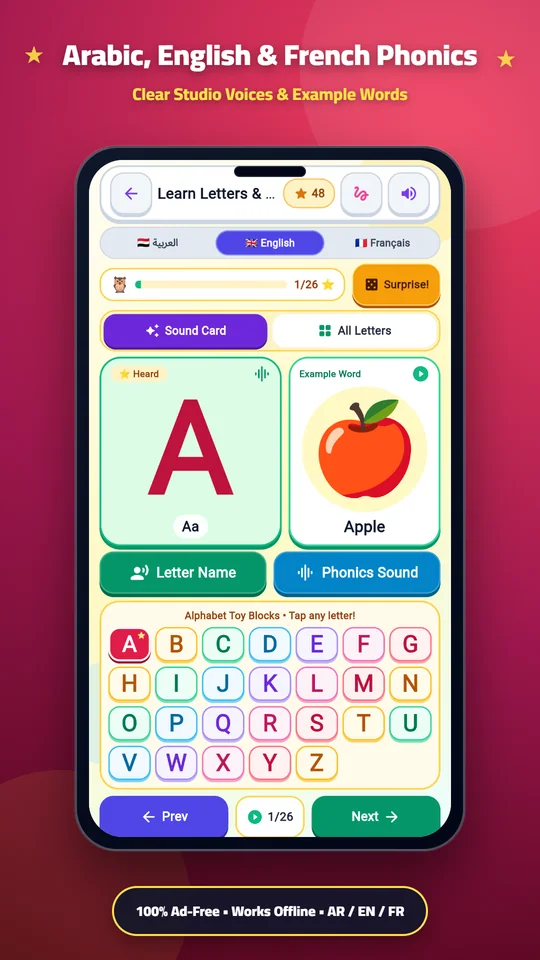 Arabic, English & French Phonics
Clear Studio Voices & Example Words
Learn Letters & ...
48
العربية
English
Français
1/26
Surprise!
Sound Card
All Letters
Heard
Example Word
A
Aa
Apple
Letter Name
Phonics Sound
Alphabet Toy Blocks • Tap any letter!
A B C D E F G
H I J K L M N
O P Q R S T U
V W X Y Z
← Prev
1/26
Next →
100% Ad-Free • Works Offline • AR / EN / FR